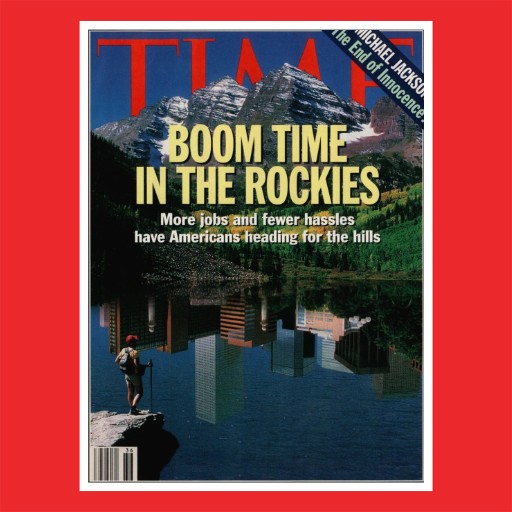 TIME
MICHAEL JACKSON
The End of Innocence?
BOOM TIME
IN THE ROCKIES
More jobs and fewer hassles
have Americans heading for the hills
36